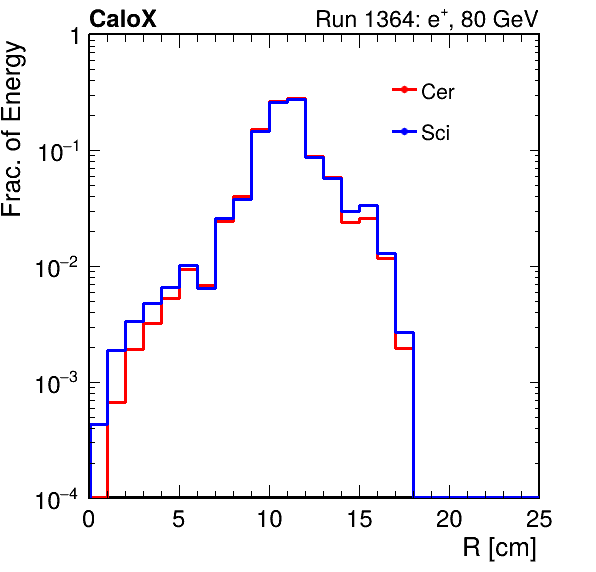 CaloX
Run 1364: e⁺, 80 GeV
Frac. of Energy
1
10⁻¹
10⁻²
10⁻³
10⁻⁴
Cer
Sci
0 5 10 15 20 25
R [cm]